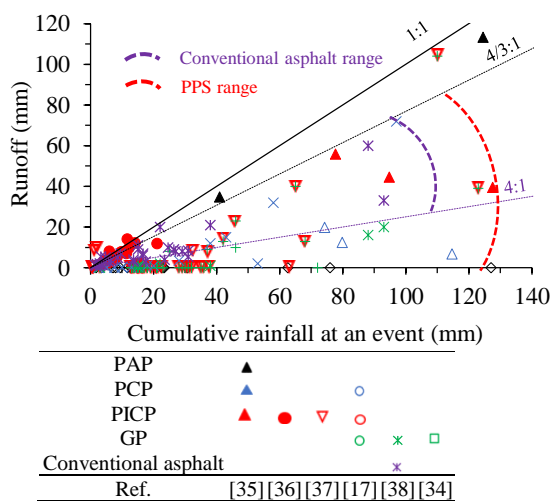 120
100
80
60
40
20
0
Runoff (mm)
Conventional asphalt range
PPS range
1:1
4/3:1
4:1
0 20 40 60 80 100 120 140
Cumulative rainfall at an event (mm)
PAP
PCP
PICP
GP
Conventional asphalt
Ref. [35] [36] [37] [17] [38] [34]